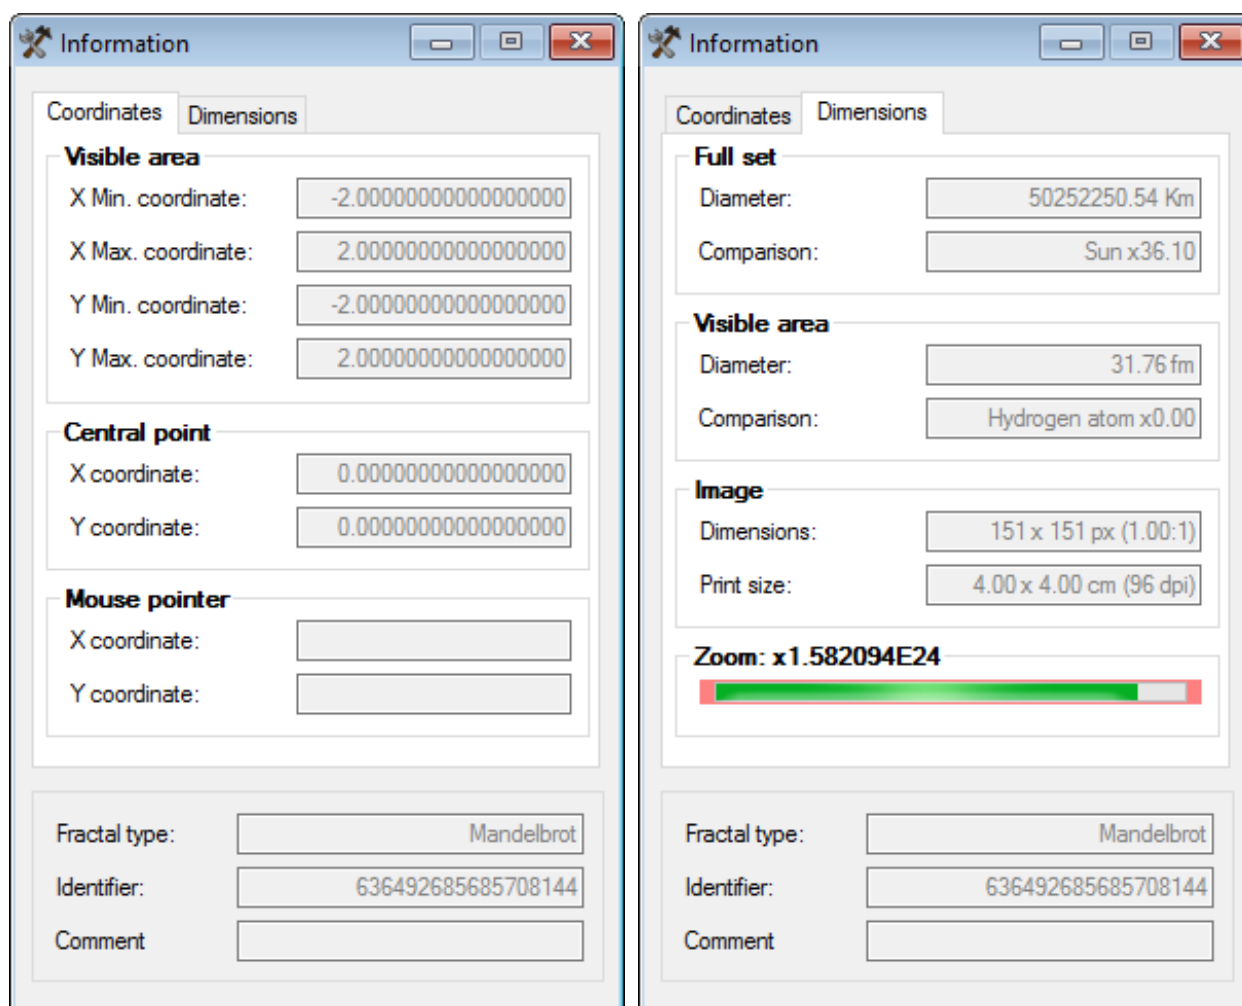 Information
Coordinates Dimensions
Visible area
X Min. coordinate: -2.00000000000000000
X Max. coordinate: 2.00000000000000000
Y Min. coordinate: -2.00000000000000000
Y Max. coordinate: 2.00000000000000000
Central point
X coordinate: 0.00000000000000000
Y coordinate: 0.00000000000000000
Mouse pointer
X coordinate:
Y coordinate:
Fractal type: Mandelbrot
Identifier: 636492685685708144
Comment
Information
Coordinates Dimensions
Full set
Diameter: 50252250.54 Km
Comparison: Sun x36.10
Visible area
Diameter: 31.76 fm
Comparison: Hydrogen atom x0.00
Image
Dimensions: 151 x 151 px (1.00:1)
Print size: 4.00 x 4.00 cm (96 dpi)
Zoom: x1.582094E24
Fractal type: Mandelbrot
Identifier: 636492685685708144
Comment